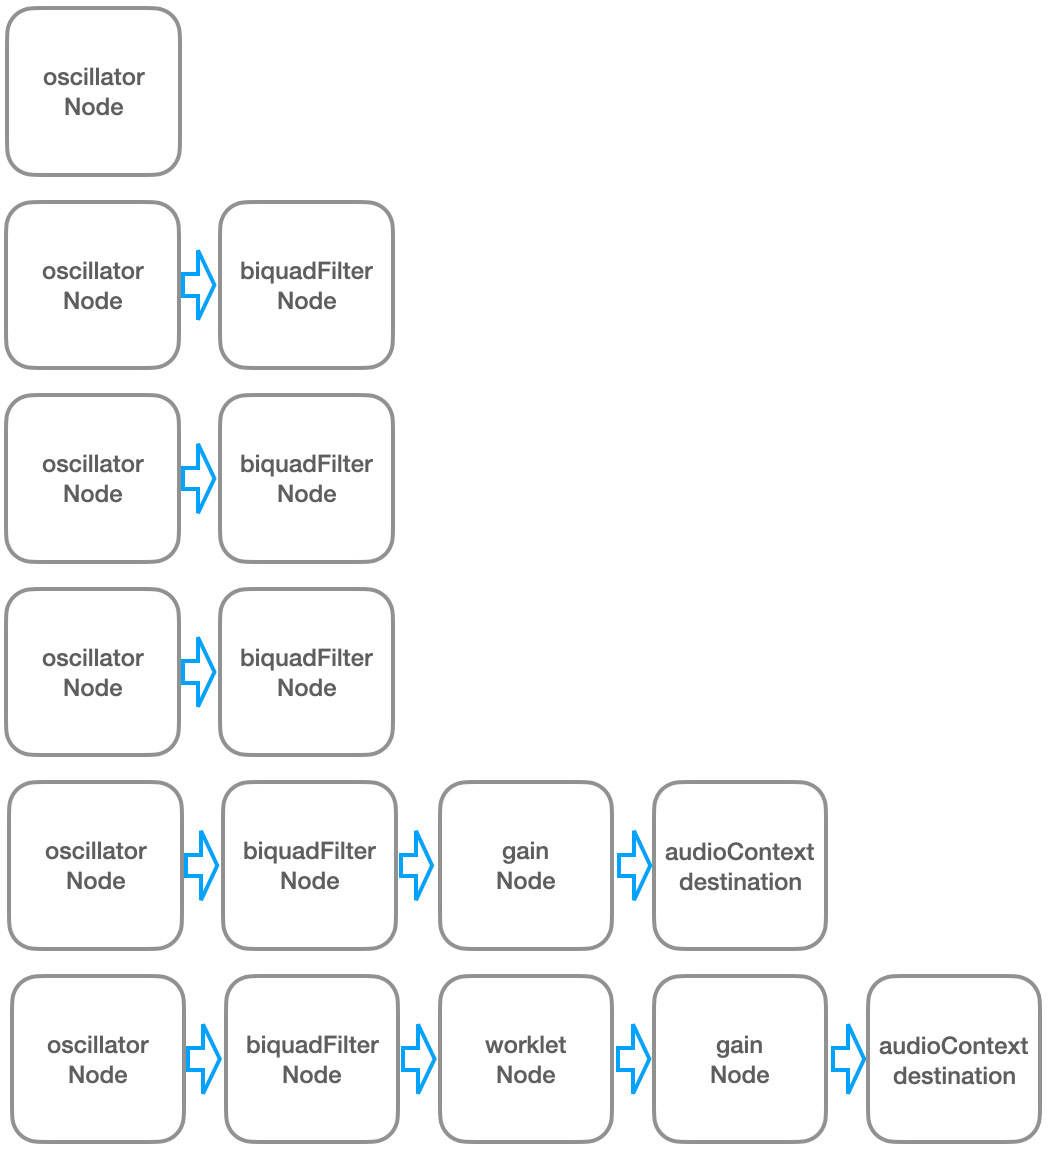 oscillator
Node
oscillator
Node
biquadFilter
Node
oscillator
Node
biquadFilter
Node
oscillator
Node
biquadFilter
Node
oscillator
Node
biquadFilter
Node
gain
Node
audioContext
destination
oscillator
Node
biquadFilter
Node
worklet
Node
gain
Node
audioContext
destination